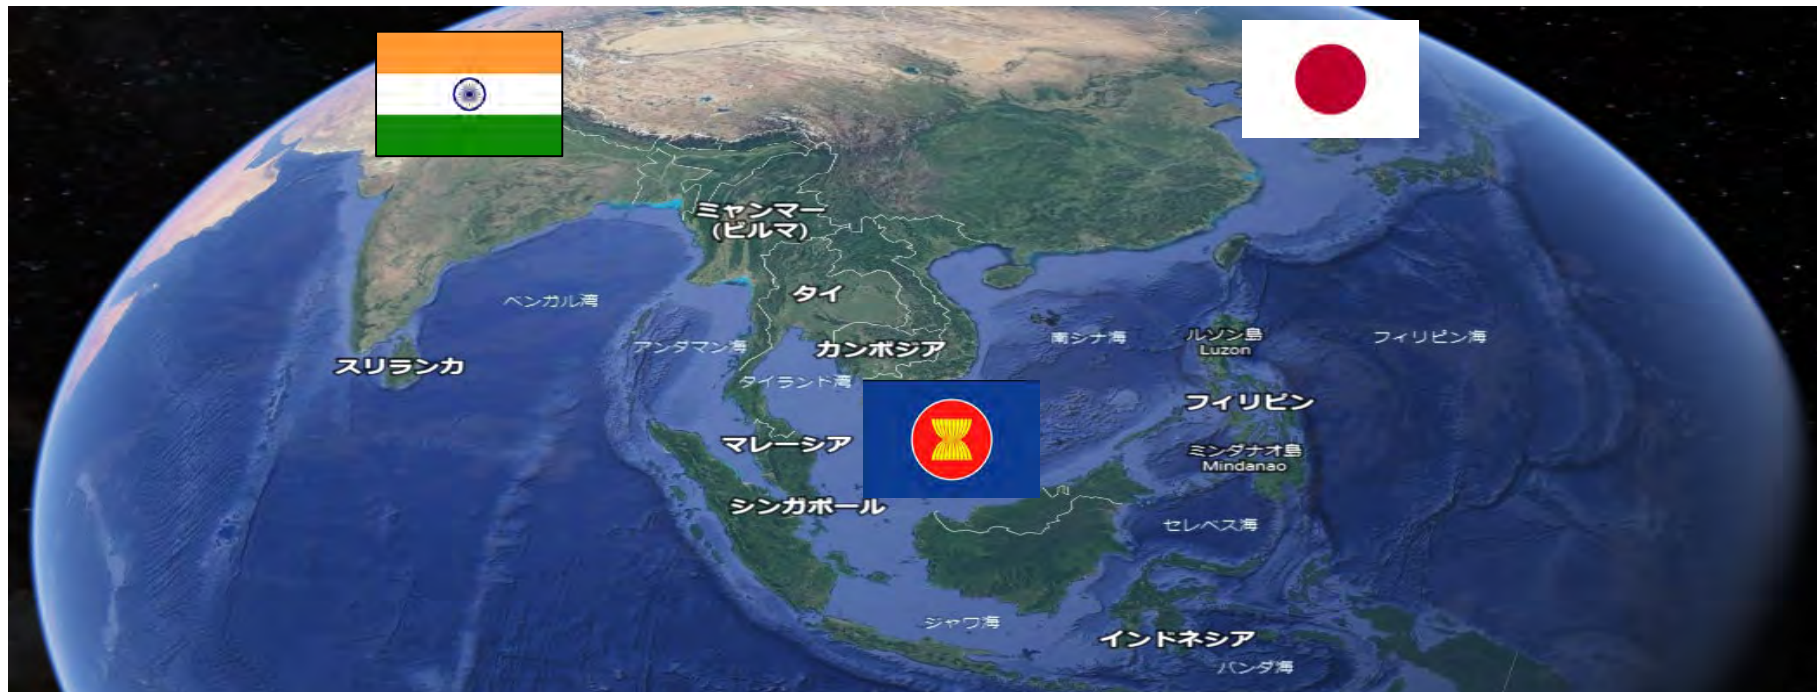 ミャンマー
(ビルマ)
タイ
ベンガル湾
アンダマン海
カンボジア
南シナ海
ルソン島
Luzon
フィリピン海
スリランカ
タイランド湾
フィリピン
マレーシア
ミンダナオ島
Mindanao
シンガポール
セレベス海
ジャワ海
インドネシア
バンダ海